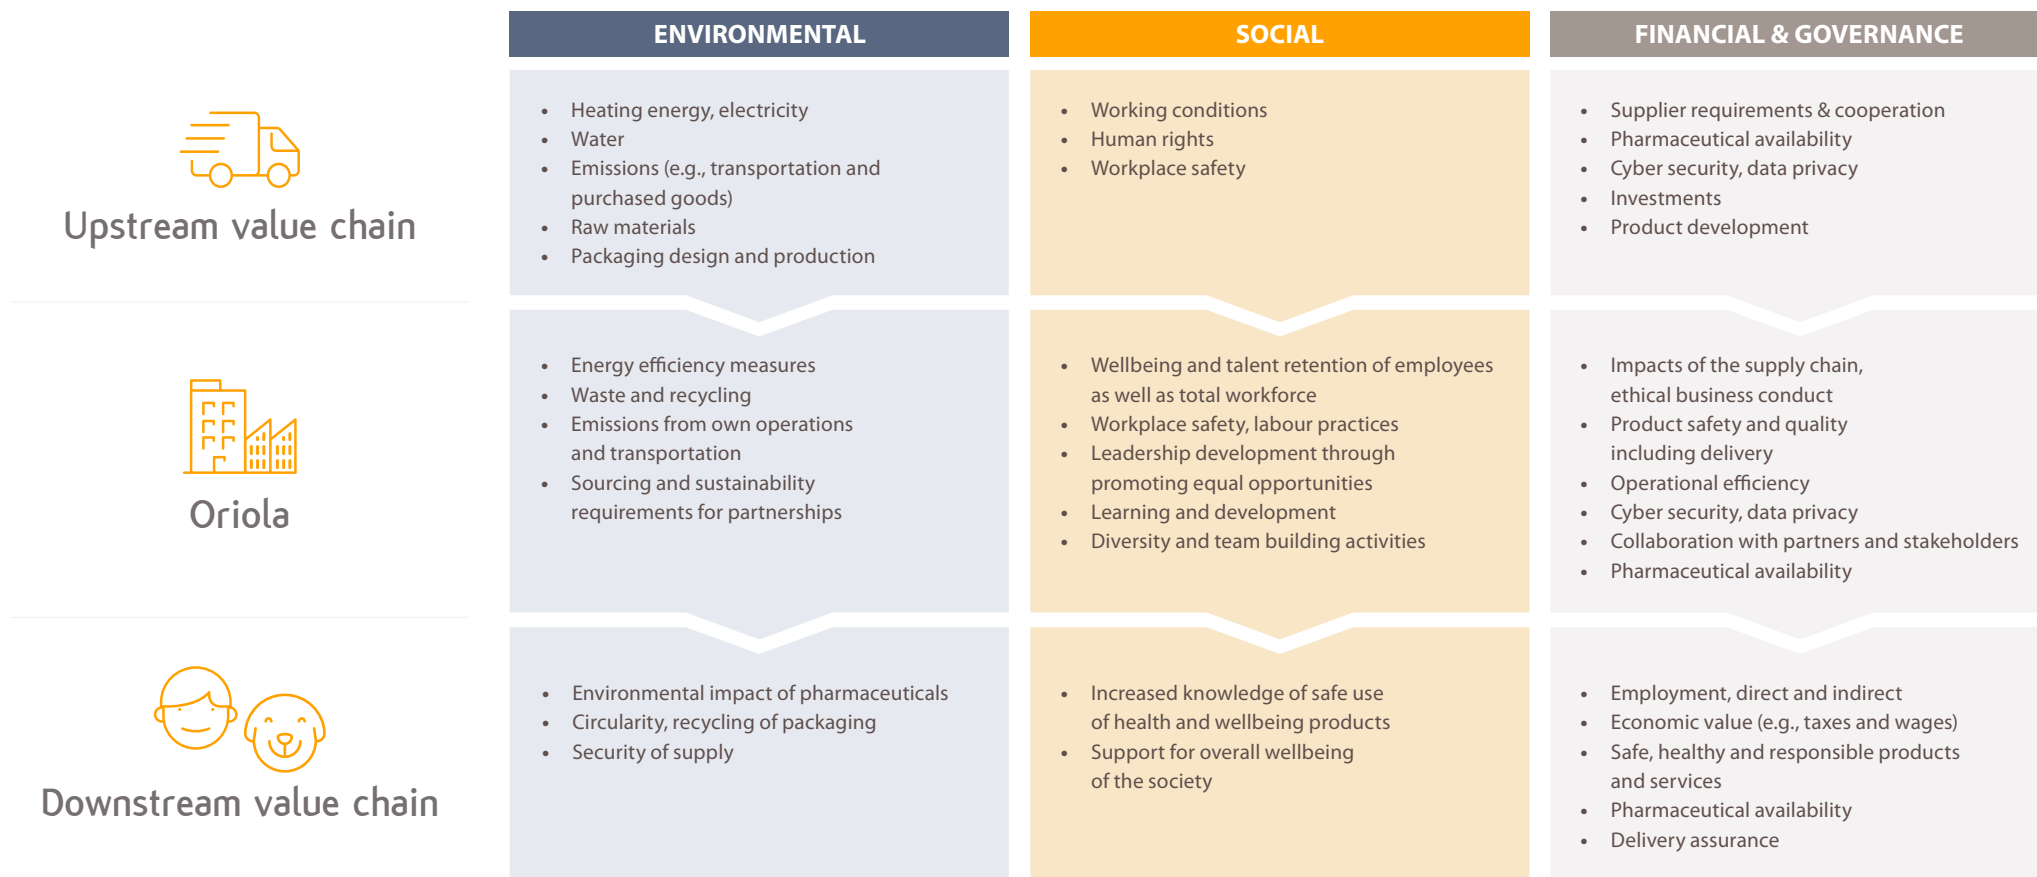 ENVIRONMENTAL
SOCIAL
FINANCIAL & GOVERNANCE
Upstream value chain
• Heating energy, electricity
• Water
• Emissions (e.g., transportation and
purchased goods)
• Raw materials
• Packaging design and production
• Working conditions
• Human rights
• Workplace safety
• Supplier requirements & cooperation
• Pharmaceutical availability
• Cyber security, data privacy
• Investments
• Product development
Oriola
• Energy efficiency measures
• Waste and recycling
• Emissions from own operations
and transportation
• Sourcing and sustainability
requirements for partnerships
• Wellbeing and talent retention of employees
as well as total workforce
• Workplace safety, labour practices
• Leadership development through
promoting equal opportunities
• Learning and development
• Diversity and team building activities
• Impacts of the supply chain,
ethical business conduct
• Product safety and quality
including delivery
• Operational efficiency
• Cyber security, data privacy
• Collaboration with partners and stakeholders
• Pharmaceutical availability
Downstream value chain
• Environmental impact of pharmaceuticals
• Circularity, recycling of packaging
• Security of supply
• Increased knowledge of safe use
of health and wellbeing products
• Support for overall wellbeing
of the society
• Employment, direct and indirect
• Economic value (e.g., taxes and wages)
• Safe, healthy and responsible products
and services
• Pharmaceutical availability
• Delivery assurance